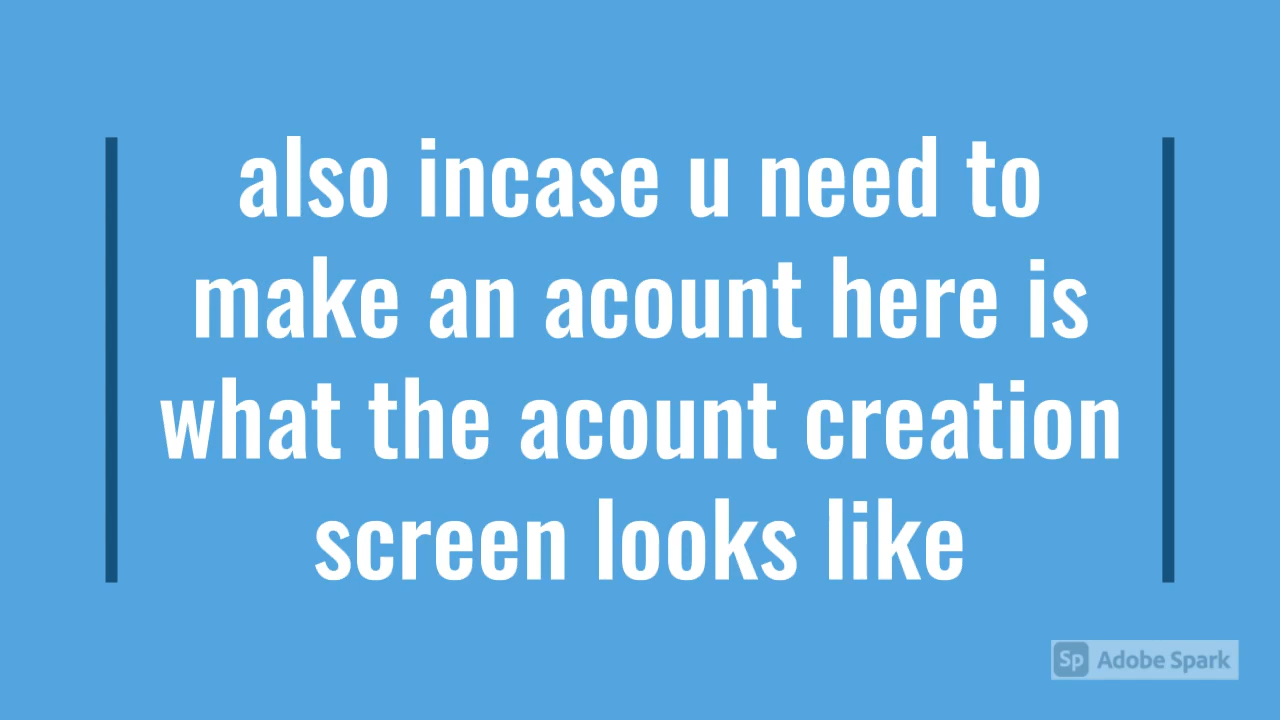 also incase u need to
make an acount here is
what the acount creation
screen looks like
Sp Adobe Spark